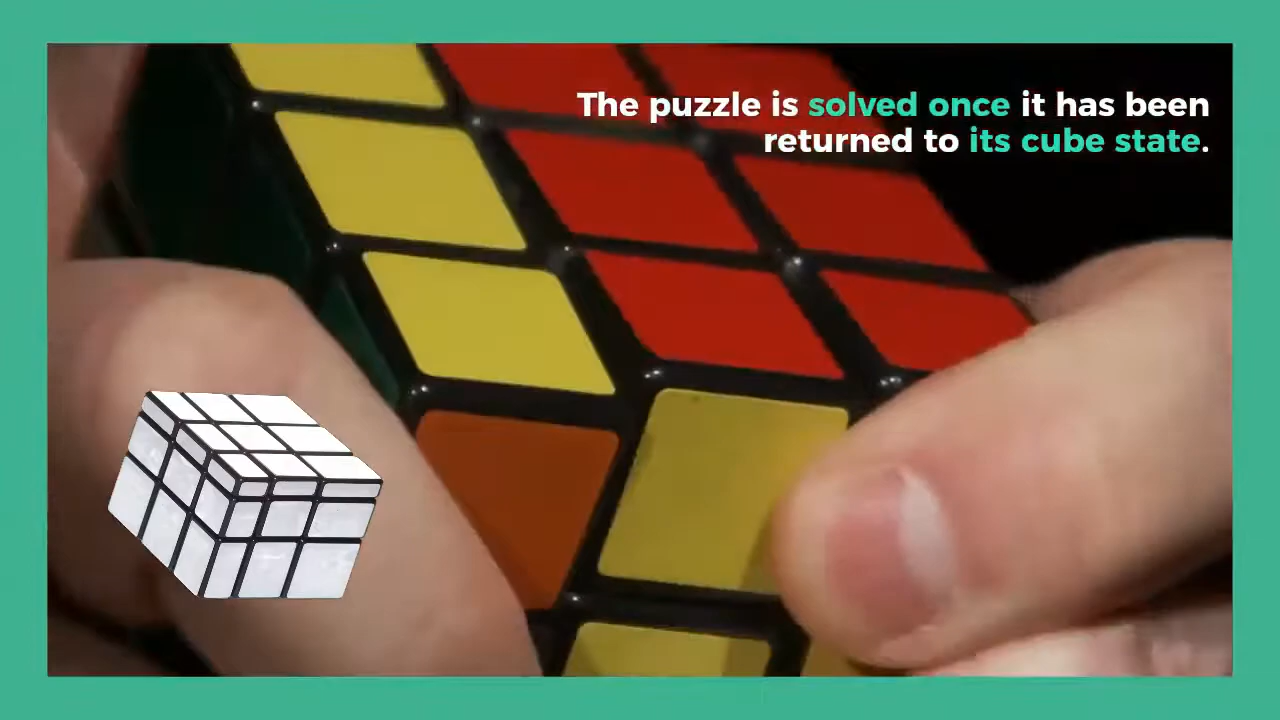 The puzzle is solved once it has been
returned to its cube state.